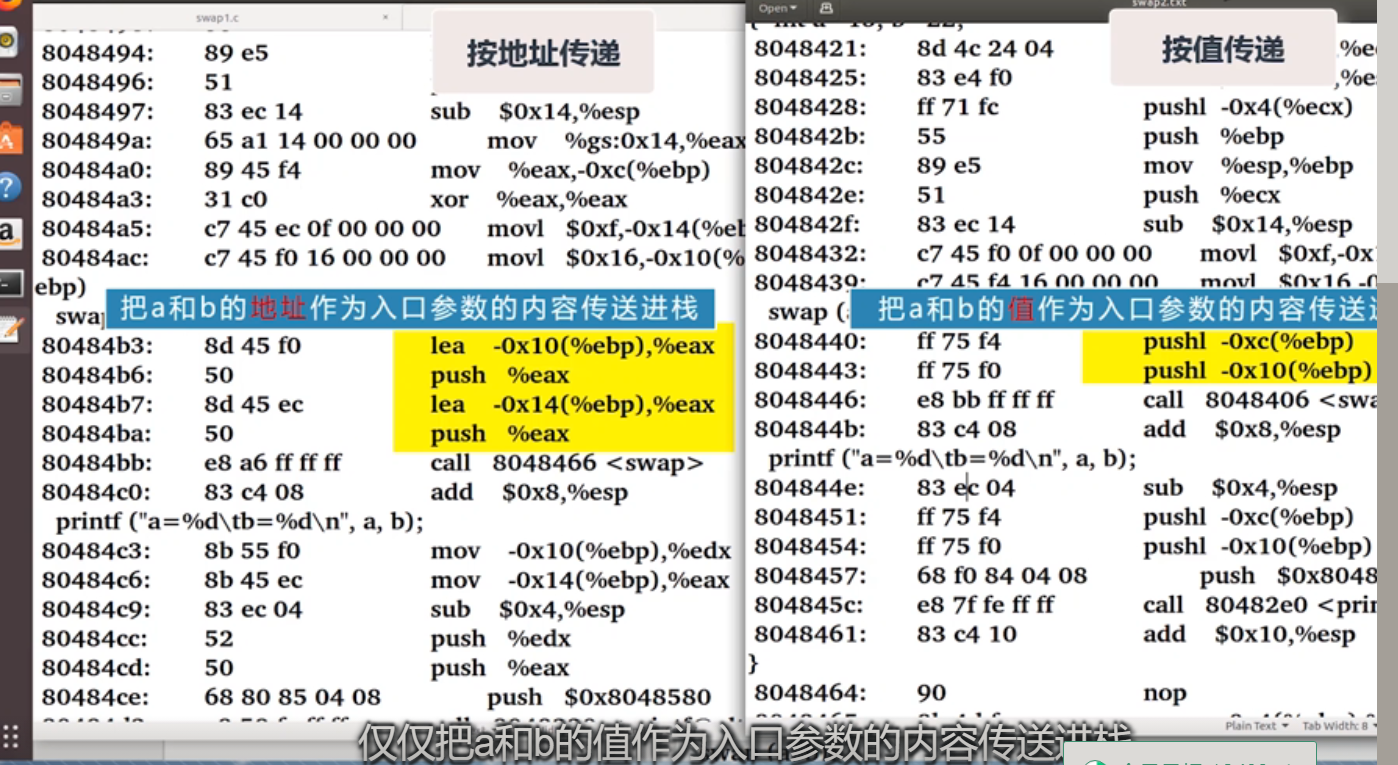 swap1.c
×
按地址传递
8048494: 89 e5
8048496: 51
8048497: 83 ec 14 sub $0x14,%esp
804849a: 65 a1 14 00 00 00 mov %gs:0x14,%eax
80484a0: 89 45 f4 mov %eax,-0xc(%ebp)
80484a3: 31 c0 xor %eax,%eax
80484a5: c7 45 ec 0f 00 00 00 movl $0xf,-0x14(%eb
80484ac: c7 45 f0 16 00 00 00 movl $0x16,-0x10(%
ebp)
swap
把a和b的地址作为入口参数的内容传送进栈
80484b3: 8d 45 f0 lea -0x10(%ebp),%eax
80484b6: 50 push %eax
80484b7: 8d 45 ec lea -0x14(%ebp),%eax
80484ba: 50 push %eax
80484bb: e8 a6 ff ff ff call 8048466 <swap>
80484c0: 83 c4 08 add $0x8,%esp
printf ("a=%d\tb=%d\n", a, b);
80484c3: 8b 55 f0 mov -0x10(%ebp),%edx
80484c6: 8b 45 ec mov -0x14(%ebp),%eax
80484c9: 83 ec 04 sub $0x4,%esp
80484cc: 52 push %edx
80484cd: 50 push %eax
80484ce: 68 80 85 04 08 push $0x8048580
Open
swap2.txt
按值传递
8048421: 8d 4c 24 04
8048425: 83 e4 f0
8048428: ff 71 fc pushl -0x4(%ecx)
804842b: 55 push %ebp
804842c: 89 e5 mov %esp,%ebp
804842e: 51 push %ecx
804842f: 83 ec 14 sub $0x14,%esp
8048432: c7 45 f0 0f 00 00 00 movl $0xf,-0x1
8048439: c7 45 f4 16 00 00 00 movl $0x16,-0
swap (
把a和b的值作为入口参数的内容传送进
8048440: ff 75 f4 pushl -0xc(%ebp)
8048443: ff 75 f0 pushl -0x10(%ebp)
8048446: e8 bb ff ff ff call 8048406 <swa
804844b: 83 c4 08 add $0x8,%esp
printf ("a=%d\tb=%d\n", a, b);
804844e: 83 ec 04 sub $0x4,%esp
8048451: ff 75 f4 pushl -0xc(%ebp)
8048454: ff 75 f0 pushl -0x10(%ebp)
8048457: 68 f0 84 04 08 push $0x8048
804845c: e8 7f fe ff ff call 80482e0 <prin
8048461: 83 c4 10 add $0x10,%esp
}
8048464: 90 nop
Plain Text Tab Width: 8
仅仅把a和b的值作为入口参数的内容传送进栈